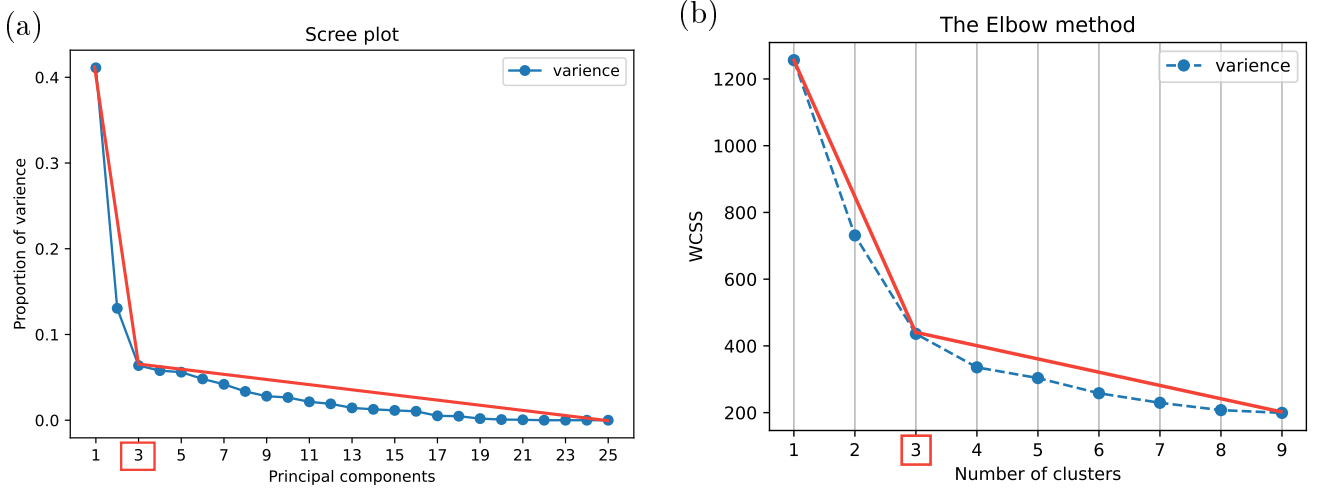 (a)
Scree plot
varience
Proportion of varience
0.4
0.3
0.2
0.1
0.0
1 3 5 7 9 11 13 15 17 19 21 23 25
Principal components
(b)
The Elbow method
varience
WCSS
1200
1000
800
600
400
200
1 2 3 4 5 6 7 8 9
Number of clusters